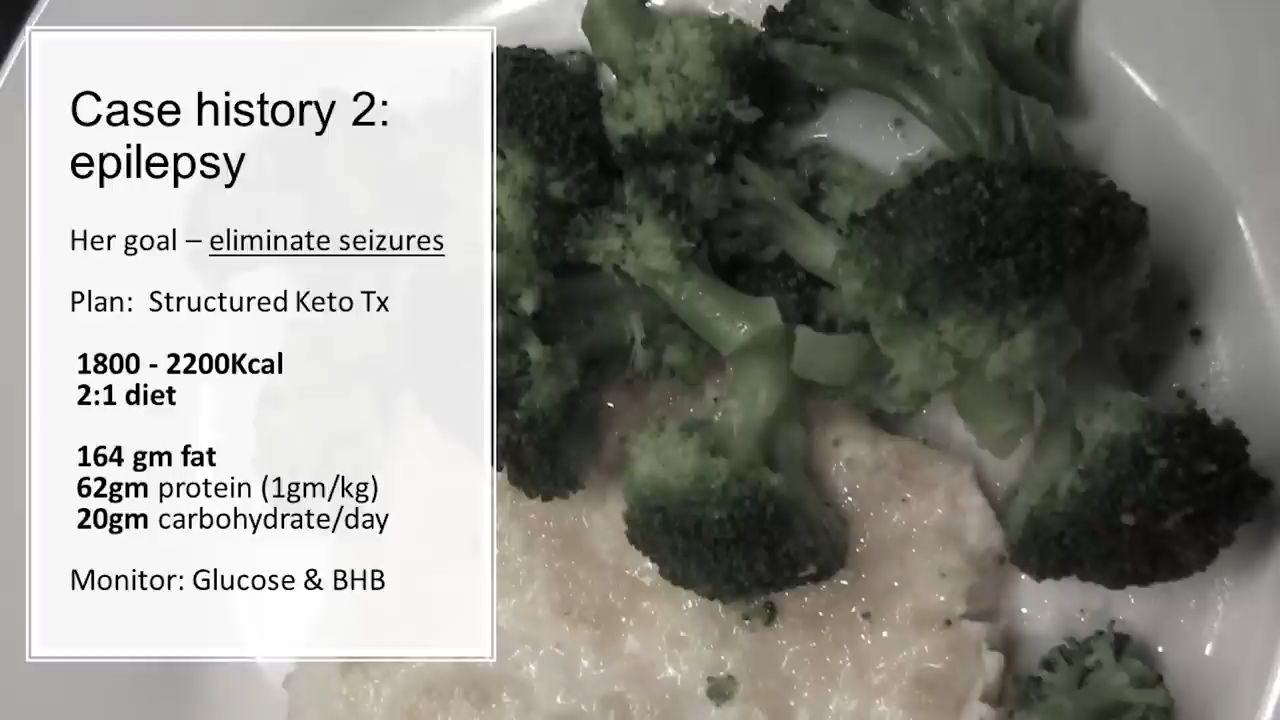 Case history 2:
epilepsy
Her goal – eliminate seizures
Plan:  Structured Keto Tx
1800 - 2200Kcal
2:1 diet
164 gm fat
62gm protein (1gm/kg)
20gm carbohydrate/day
Monitor: Glucose & BHB